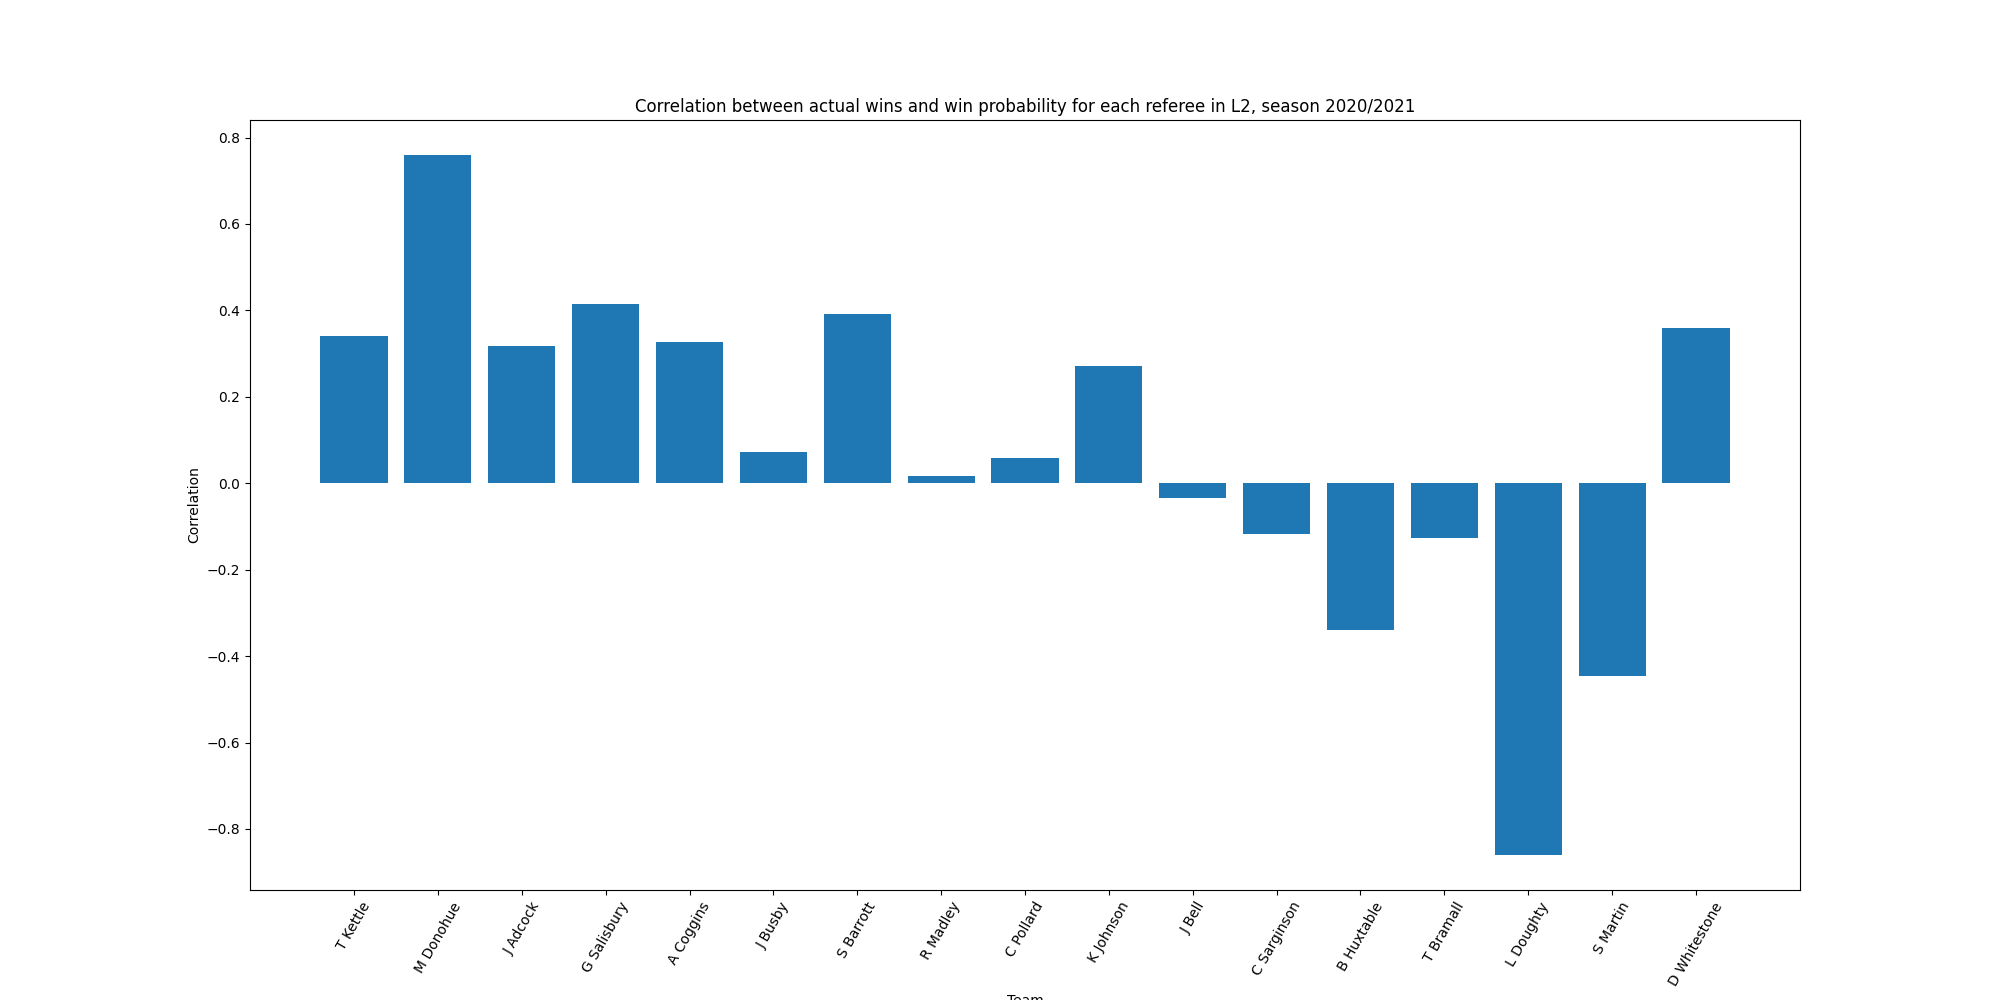 Correlation between actual wins and win probability for each referee in L2, season 2020/2021
0.8
0.6
0.4
0.2
0.0
−0.2
−0.4
−0.6
−0.8
Correlation
T Kettle
M Donohue
J Adcock
G Salisbury
A Coggins
J Busby
S Barrott
R Madley
C Pollard
K Johnson
J Bell
C Sarginson
B Huxtable
T Bramall
L Doughty
S Martin
D Whitestone
Team